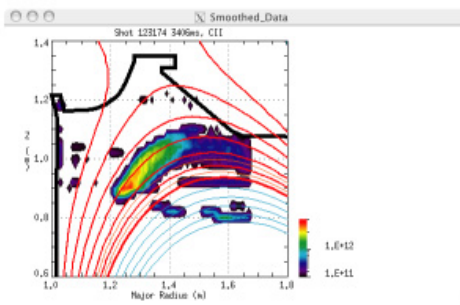 Smoothed_Data
Shot 123174 3406ms, CII
1.4
1.2
1.0
0.8
0.6
Z (M)
1.0 1.2 1.4 1.6 1.8
Major Radius (m)
1.E+12
1.E+11